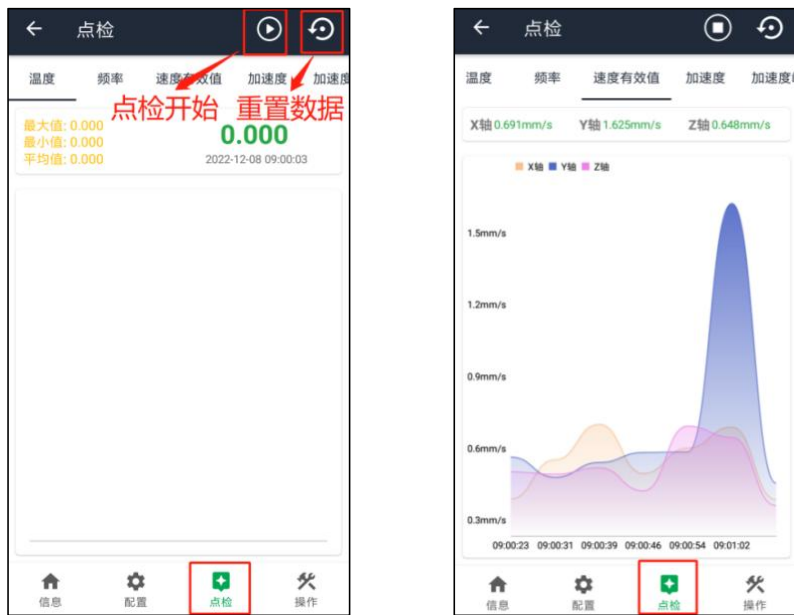 点检
温度 频率 速度有效值 加速度 加速度
点检开始 重置数据
最大值: 0.000
最小值: 0.000
平均值: 0.000
0.000
2022-12-08 09:00:03
信息 配置 点检 操作
点检
温度 频率 速度有效值 加速度 加速度
X轴 0.691mm/s Y轴 1.625mm/s Z轴 0.648mm/s
X轴 Y轴 Z轴
1.5mm/s
1.2mm/s
0.9mm/s
0.6mm/s
0.3mm/s
09:00:23 09:00:31 09:00:39 09:00:46 09:00:54 09:01:02
信息 配置 点检 操作